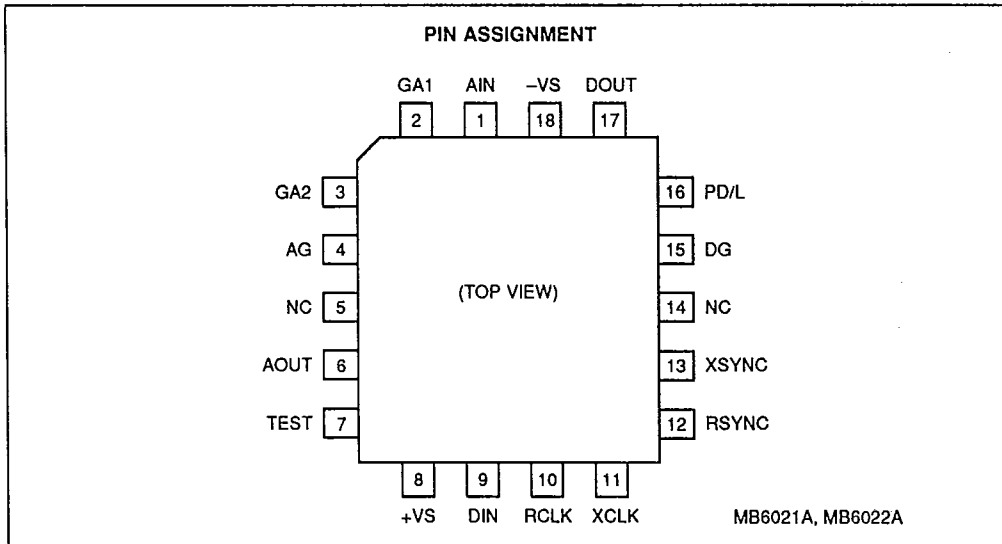 PIN ASSIGNMENT
GA1 AIN –VS DOUT
2 1 18 17
GA2 3 16 PD/L
AG 4 15 DG
NC 5 (TOP VIEW) 14 NC
AOUT 6 13 XSYNC
TEST 7 12 RSYNC
8 9 10 11
+VS DIN RCLK XCLK
MB6021A, MB6022A